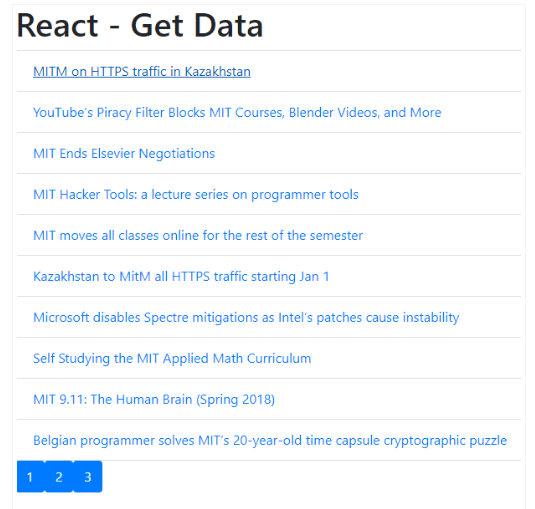 React - Get Data
MITM on HTTPS traffic in Kazakhstan
YouTube's Piracy Filter Blocks MIT Courses, Blender Videos, and More
MIT Ends Elsevier Negotiations
MIT Hacker Tools: a lecture series on programmer tools
MIT moves all classes online for the rest of the semester
Kazakhstan to MitM all HTTPS traffic starting Jan 1
Microsoft disables Spectre mitigations as Intel's patches cause instability
Self Studying the MIT Applied Math Curriculum
MIT 9.11: The Human Brain (Spring 2018)
Belgian programmer solves MIT's 20-year-old time capsule cryptographic puzzle
1 2 3